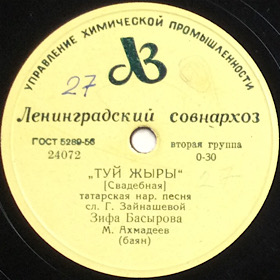 УПРАВЛЕНИЕ ХИМИЧЕСКОЙ ПРОМЫШЛЕННОСТИ
27
ЛЗ
Ленинградский совнархоз
ГОСТ 5289-56
24072
вторая группа
0-30
„ТУЙ ЖЫРЫ“
[Свадебная]
татарская нар. песня
сл. Г. Зайнашевой
Зифа Басырова
М. Ахмадеев
(баян)